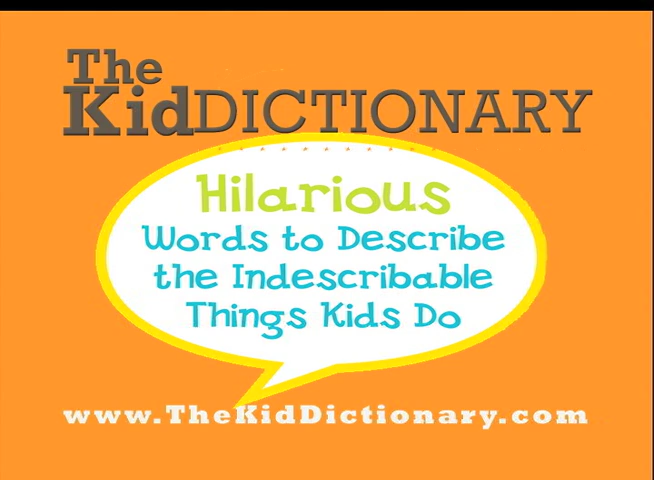 The
KidDICTIONARY
Hilarious
Words to Describe
the Indescribable
Things Kids Do
www.TheKidDictionary.com